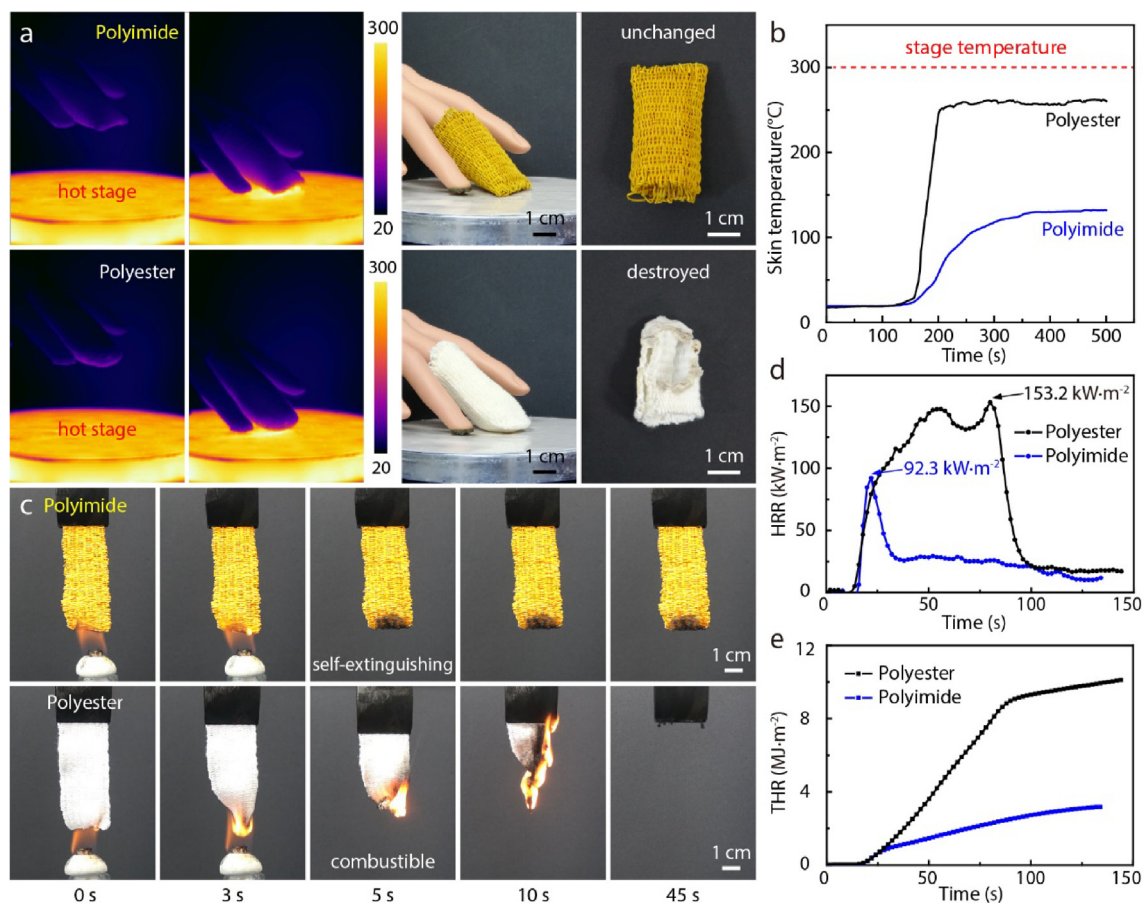 a
Polyimide
300
unchanged
hot stage
20
1 cm
1 cm
Polyester
300
destroyed
hot stage
20
1 cm
1 cm
b
stage temperature
300
Polyester
200
Polyimide
100
0
Skin temperature(°C)
0 100 200 300 400 500
Time (s)
c
Polyimide
self-extinguishing
1 cm
Polyester
combustible
1 cm
0 s 3 s 5 s 10 s 45 s
d
153.2 kW·m⁻²
150
Polyester
Polyimide
100
92.3 kW·m⁻²
50
0
HRR (kW·m⁻²)
0 50 100 150
Time (s)
e
12
Polyester
Polyimide
8
4
0
THR (MJ·m⁻²)
0 50 100 150
Time (s)